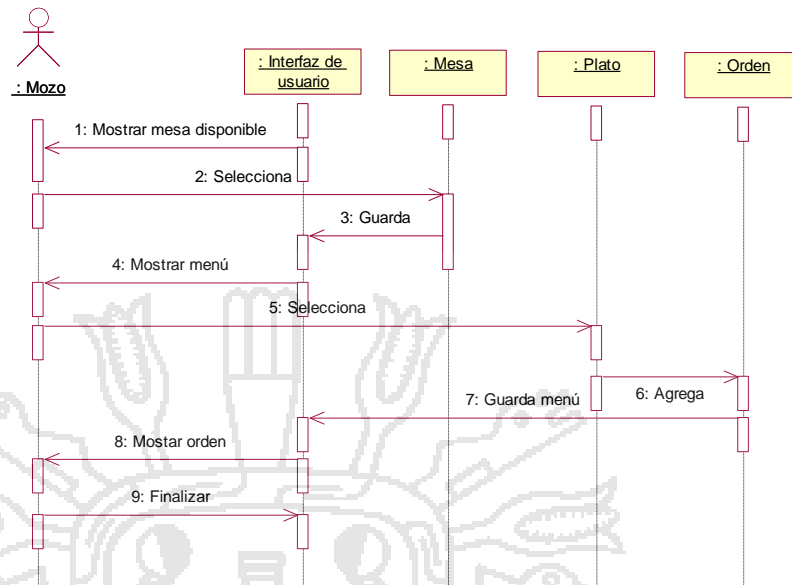 : Mozo
: Interfaz de
usuario
: Mesa
: Plato
: Orden
1: Mostrar mesa disponible
2: Selecciona
3: Guarda
4: Mostrar menú
5: Selecciona
6: Agrega
7: Guarda menú
8: Mostar orden
9: Finalizar